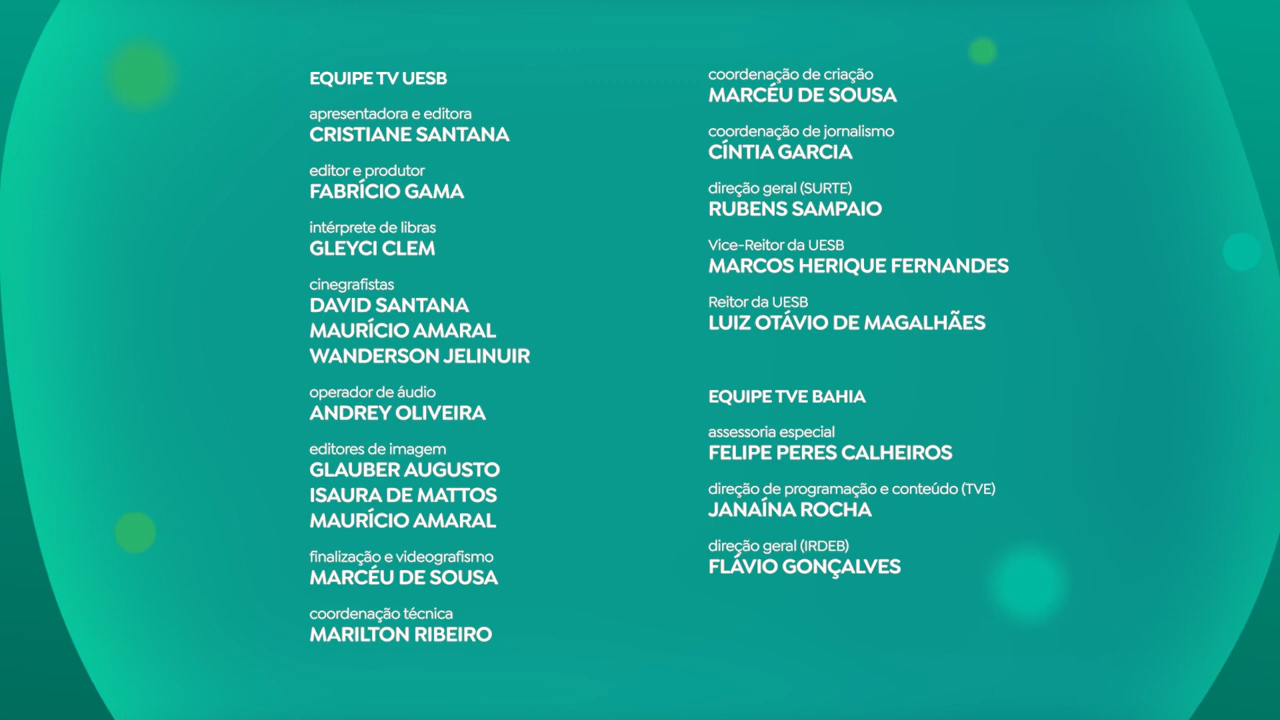 EQUIPE TV UESB
apresentadora e editora
CRISTIANE SANTANA
editor e produtor
FABRÍCIO GAMA
intérprete de libras
GLEYCI CLEM
cinegrafistas
DAVID SANTANA
MAURÍCIO AMARAL
WANDERSON JELINUIR
operador de áudio
ANDREY OLIVEIRA
editores de imagem
GLAUBER AUGUSTO
ISAURA DE MATTOS
MAURÍCIO AMARAL
finalização e videografismo
MARCÉU DE SOUSA
coordenação técnica
MARILTON RIBEIRO
coordenação de criação
MARCÉU DE SOUSA
coordenação de jornalismo
CÍNTIA GARCIA
direção geral (SURTE)
RUBENS SAMPAIO
Vice-Reitor da UESB
MARCOS HERIQUE FERNANDES
Reitor da UESB
LUIZ OTÁVIO DE MAGALHÃES
EQUIPE TVE BAHIA
assessoria especial
FELIPE PERES CALHEIROS
direção de programação e conteúdo (TVE)
JANAÍNA ROCHA
direção geral (IRDEB)
FLÁVIO GONÇALVES